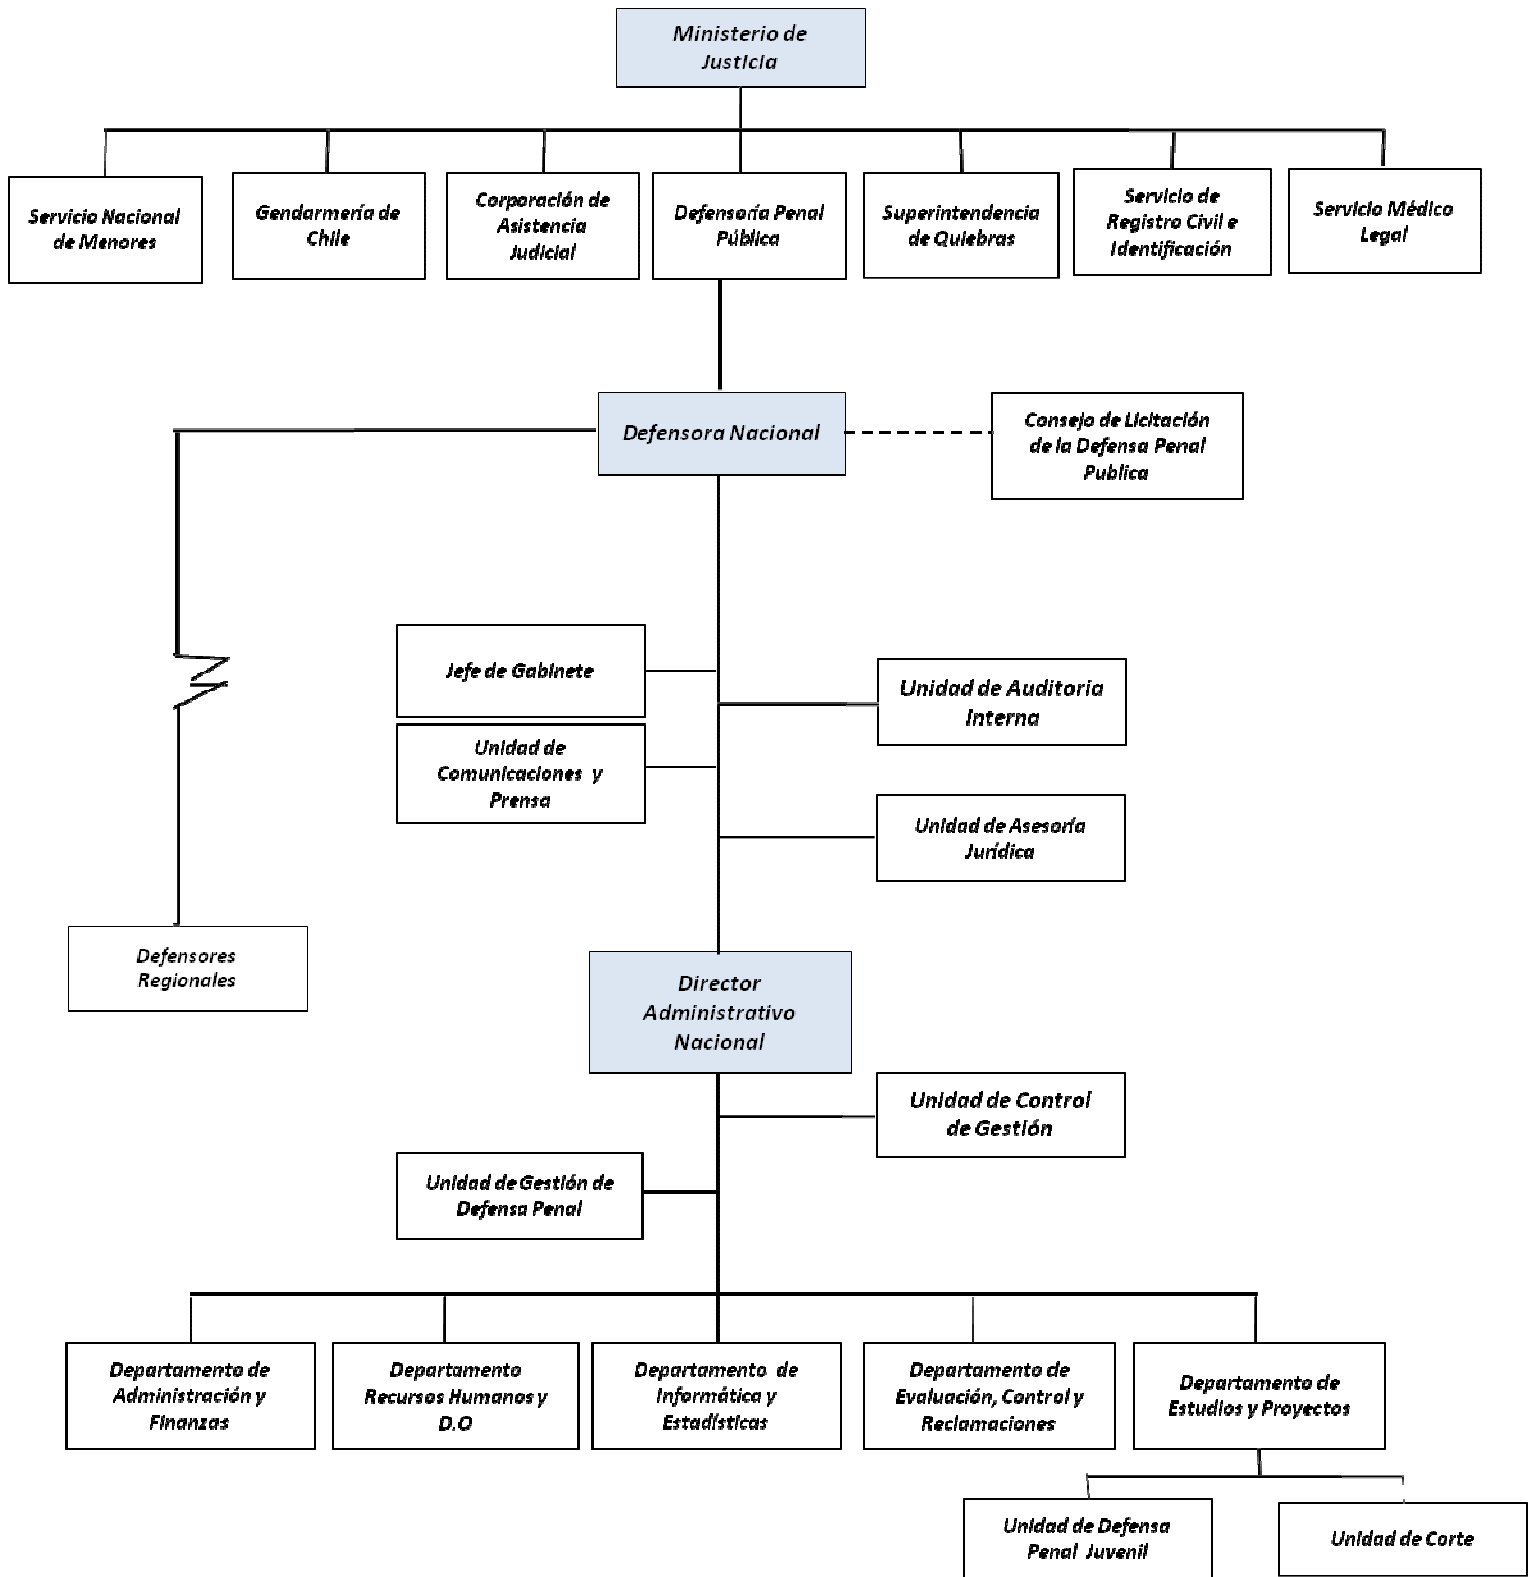 Ministerio de
Justicia
Servicio Nacional
de Menores
Gendarmería de
Chile
Corporación de
Asistencia
Judicial
Defensoría Penal
Pública
Superintendencia
de Quiebras
Servicio de
Registro Civil e
Identificación
Servicio Médico
Legal
Defensora Nacional
Consejo de Licitación
de la Defensa Penal
Publica
Jefe de Gabinete
Unidad de Auditoria
Interna
Unidad de
Comunicaciones y
Prensa
Unidad de Asesoría
Jurídica
Defensores
Regionales
Director
Administrativo
Nacional
Unidad de Control
de Gestión
Unidad de Gestión de
Defensa Penal
Departamento de
Administración y
Finanzas
Departamento
Recursos Humanos y
D.O
Departamento de
Informática y
Estadísticas
Departamento de
Evaluación, Control y
Reclamaciones
Departamento de
Estudios y Proyectos
Unidad de Defensa
Penal Juvenil
Unidad de Corte